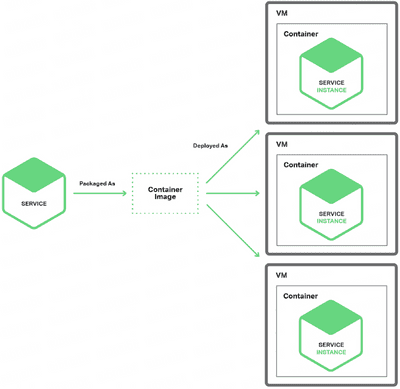 SERVICE
Packaged As
Container
Image
Deployed As
VM
Container
SERVICE
INSTANCE
VM
Container
SERVICE
INSTANCE
VM
Container
SERVICE
INSTANCE